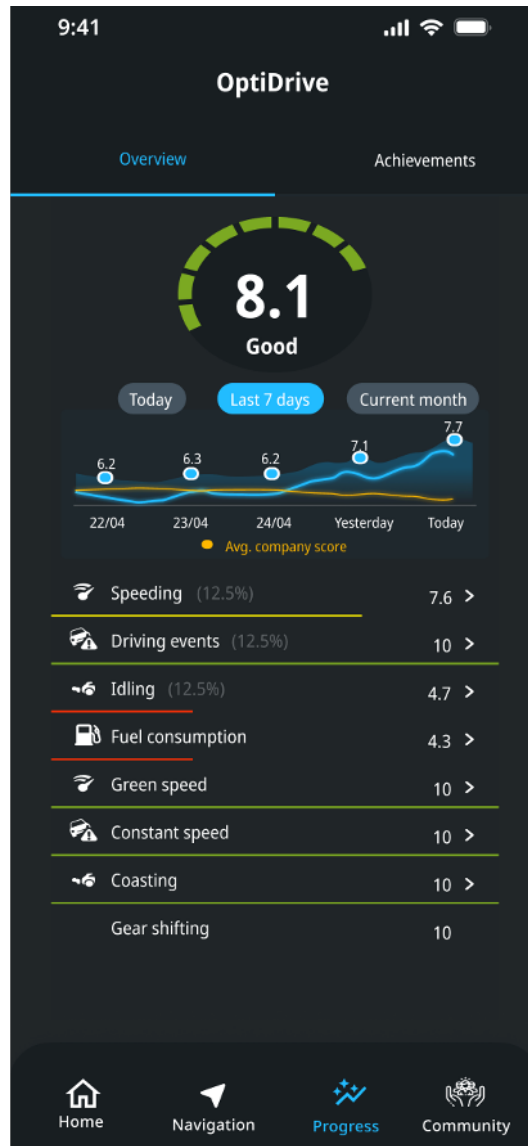 9:41
OptiDrive
Overview Achievements
8.1
Good
Today Last 7 days Current month
6.2 6.3 6.2 7.1 7.7
22/04 23/04 24/04 Yesterday Today
Avg. company score
Speeding (12.5%) 7.6
Driving events (12.5%) 10
Idling (12.5%) 4.7
Fuel consumption 4.3
Green speed 10
Constant speed 10
Coasting 10
Gear shifting 10
Home Navigation Progress Community